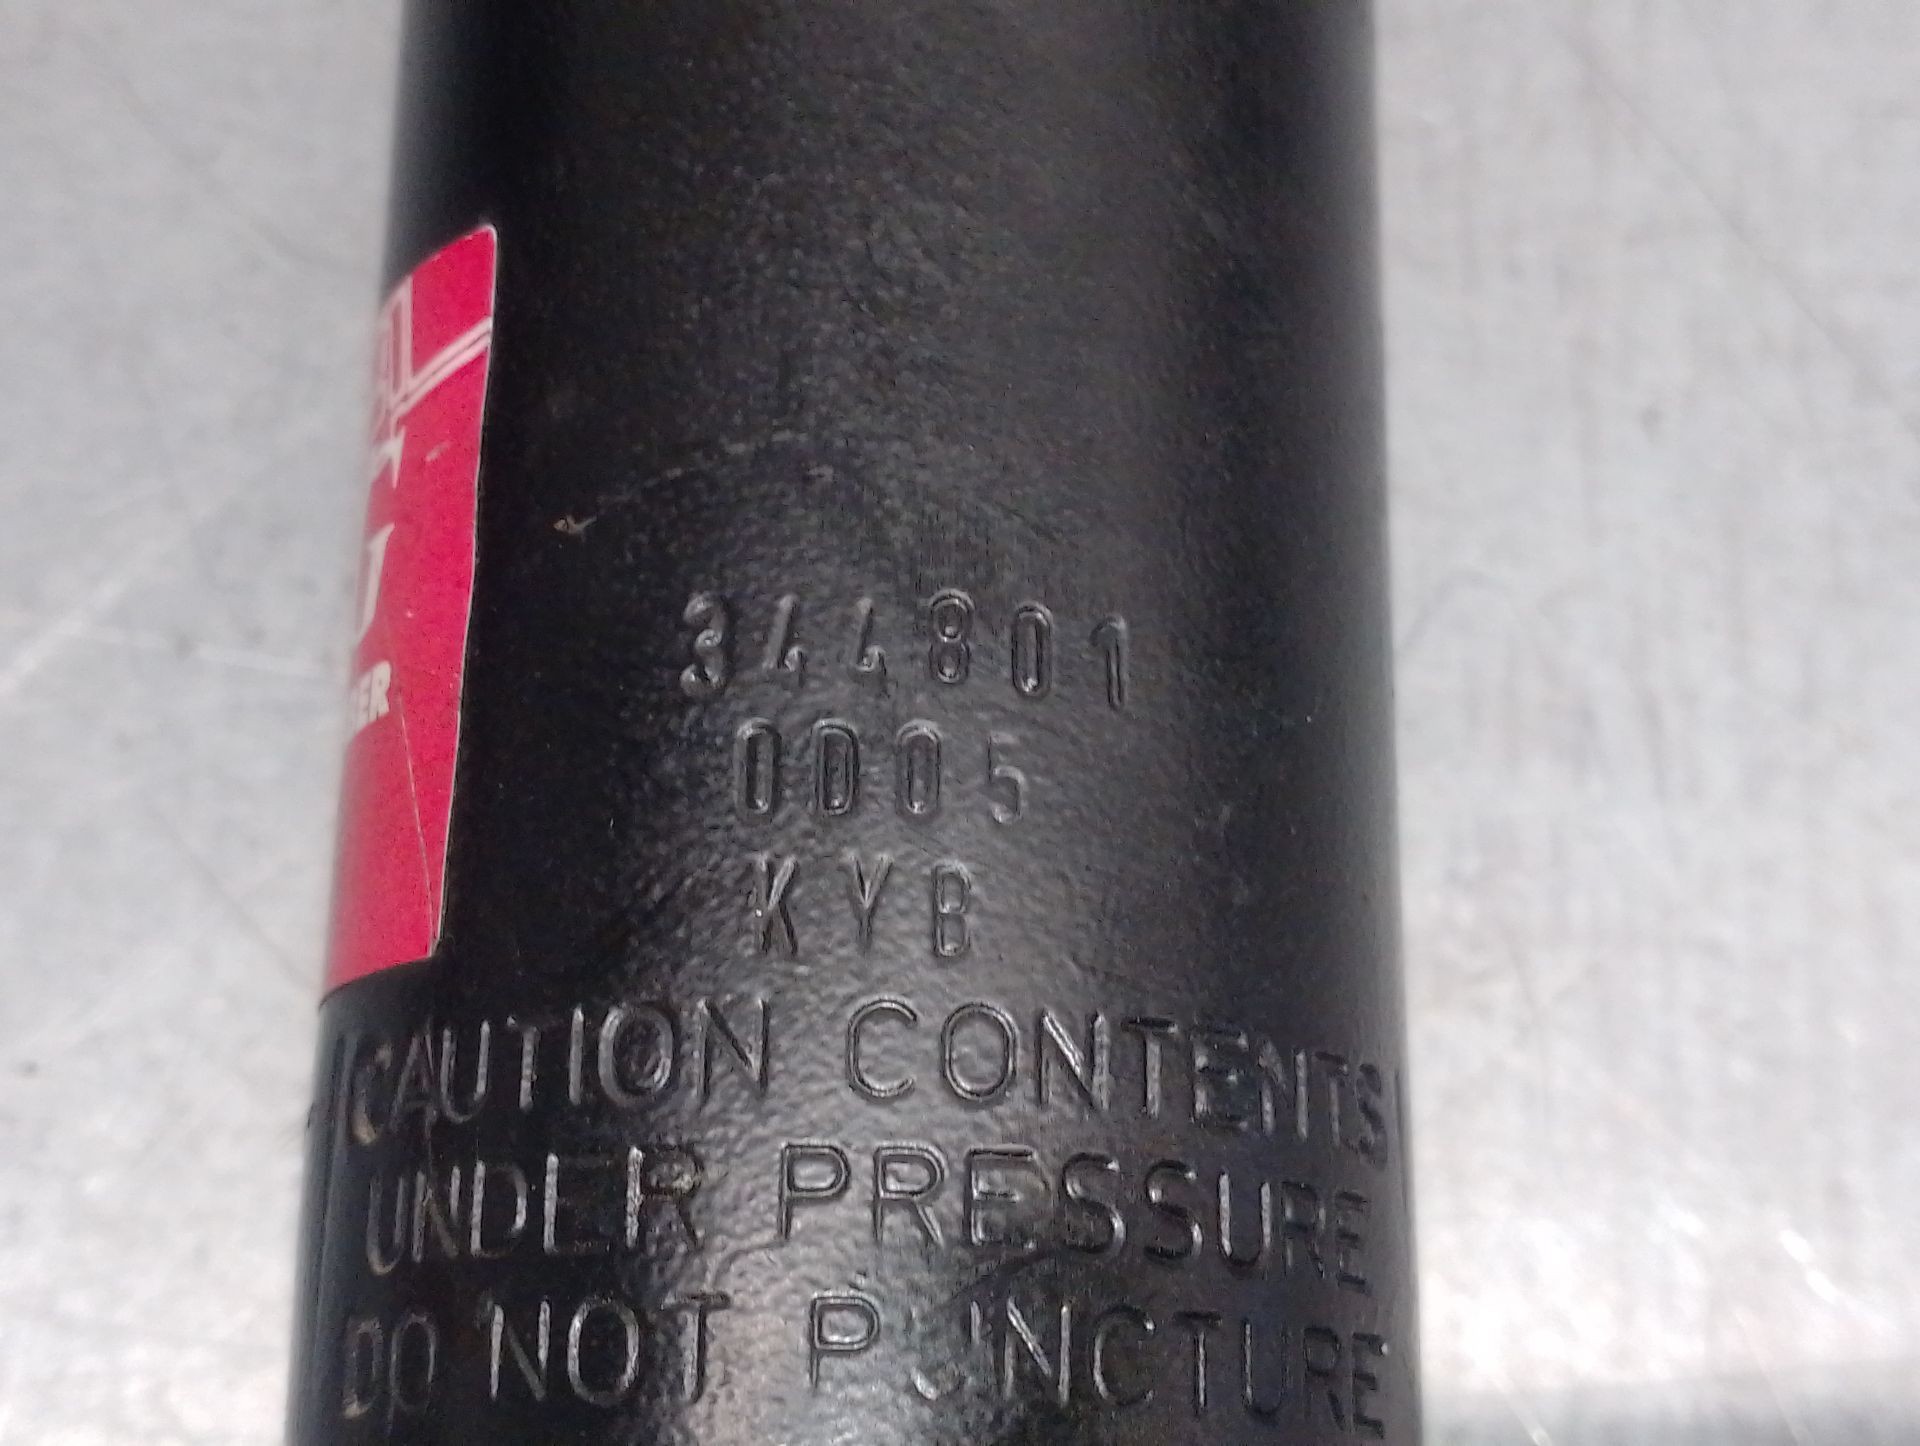 344801
0005
KYB
CAUTION CONTENTS
UNDER PRESSURE
DO NOT PUNCTURE